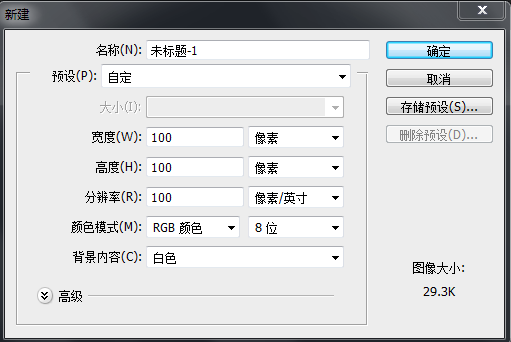 新建
名称(N): 未标题-1
确定
预设(P): 自定
取消
大小(I):
存储预设(S)...
宽度(W): 100 像素
删除预设(D)...
高度(H): 100 像素
分辨率(R): 100 像素/英寸
颜色模式(M): RGB 颜色 8 位
背景内容(C): 白色
图像大小:
29.3K
高级